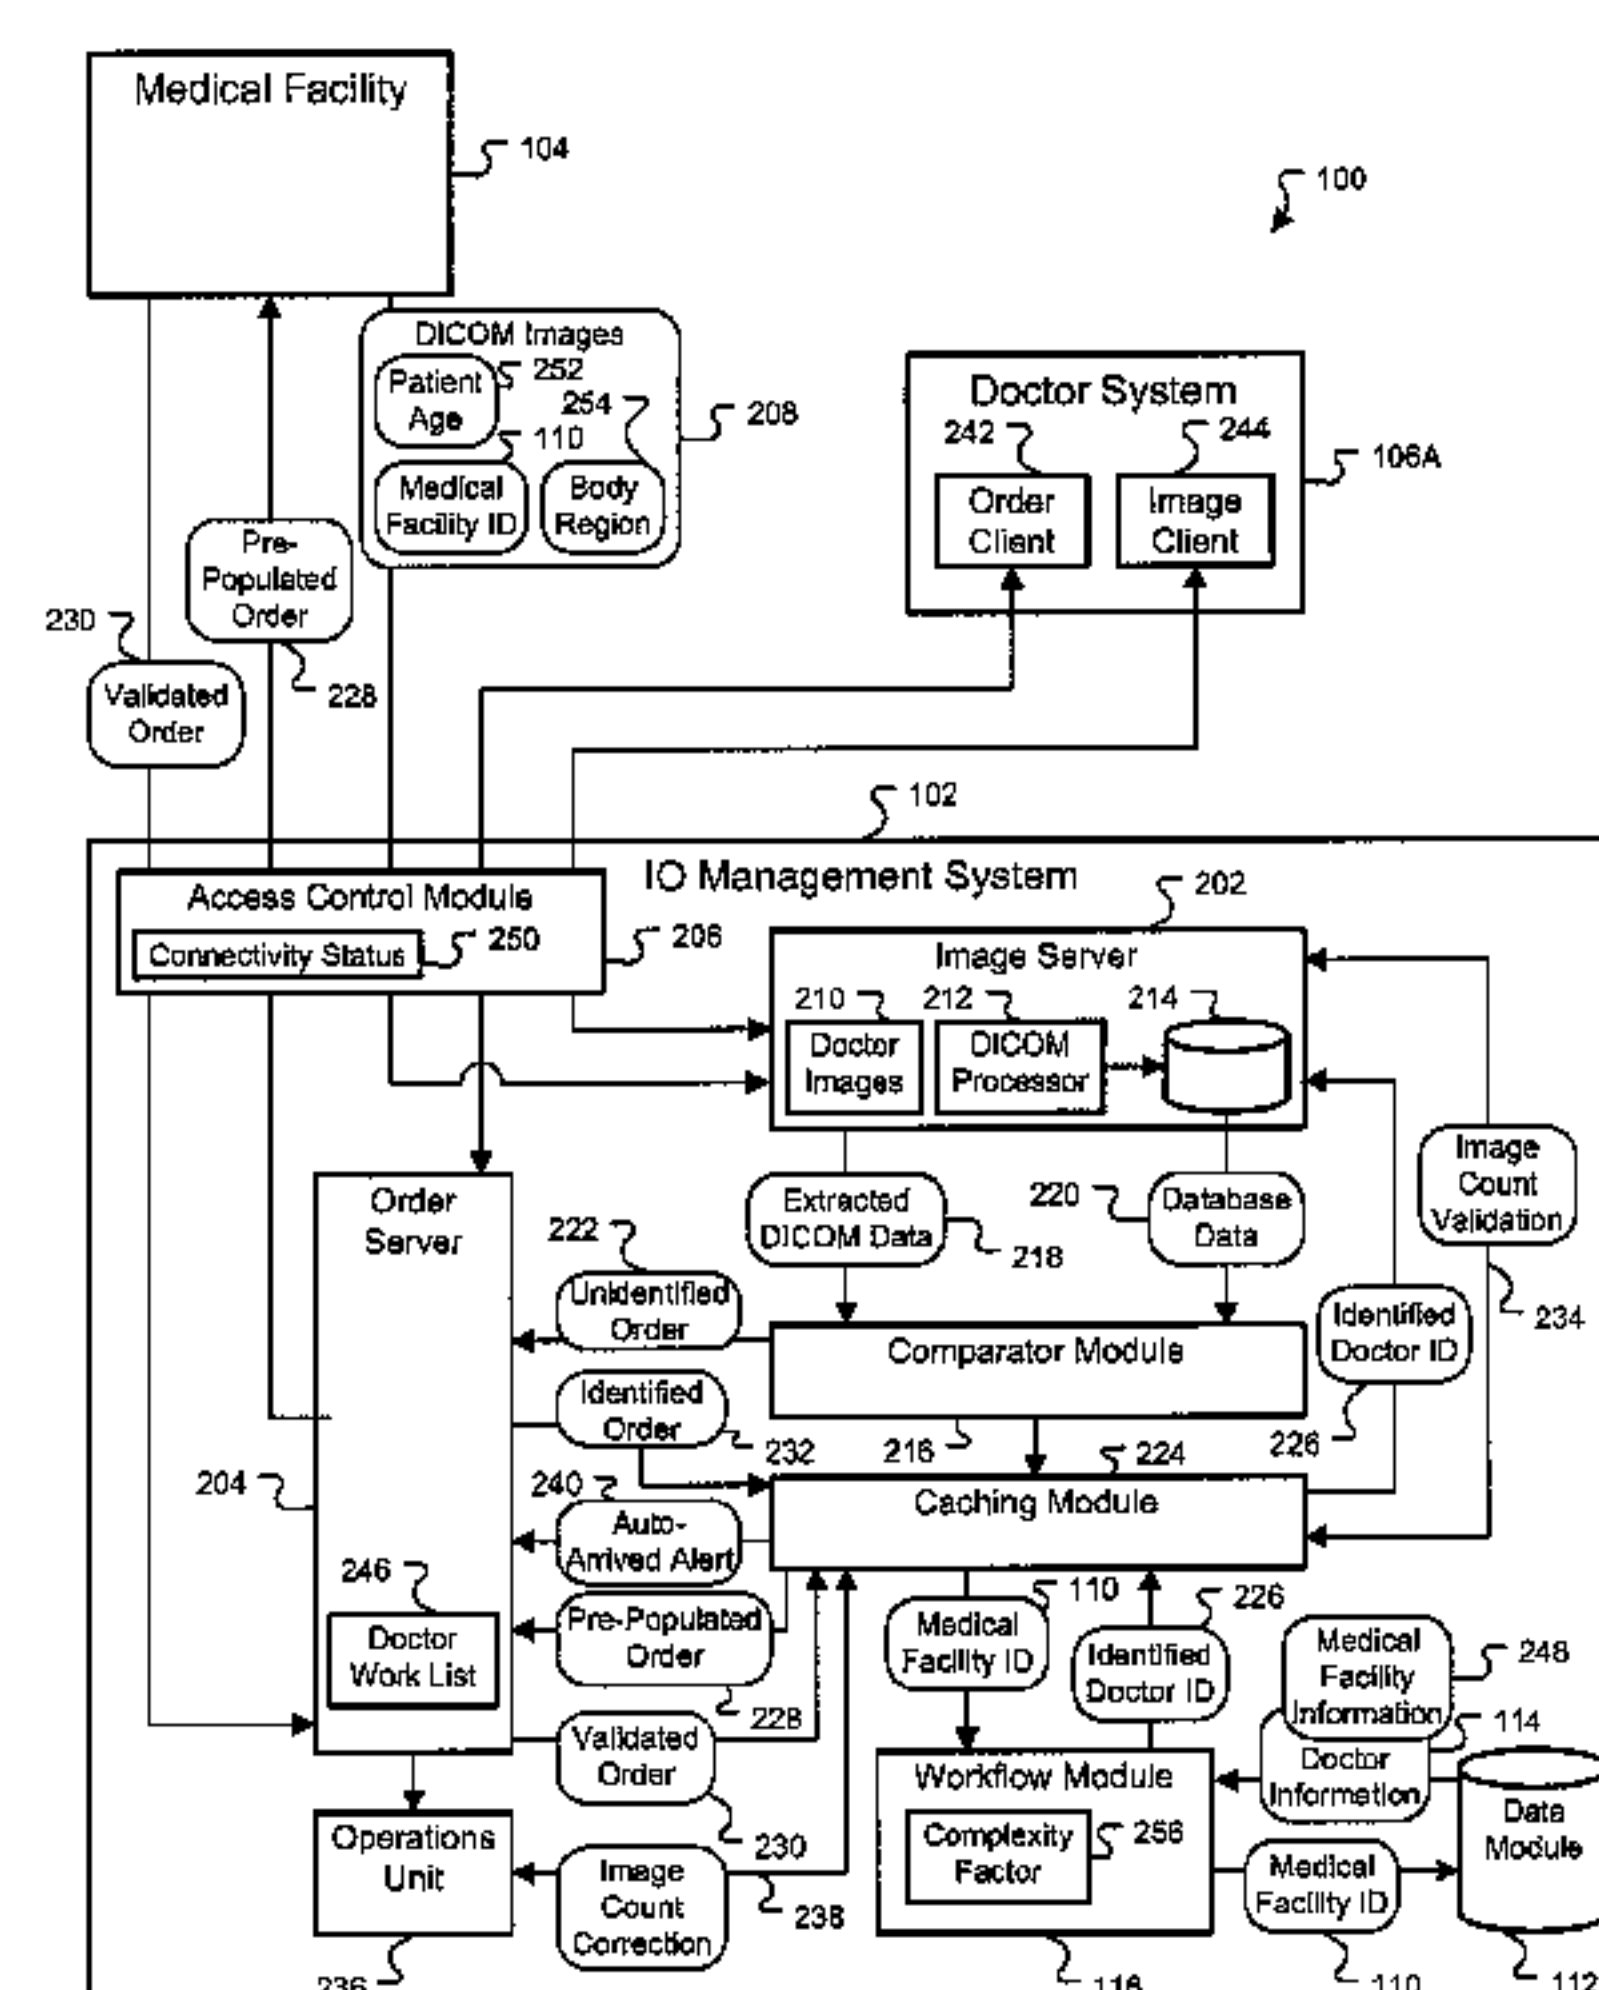 Medical Facility
104
100
DICOM Images
Patient
Age
252
254
110
Medical
Facility ID
Body
Region
208
Doctor System
242
244
Order
Client
Image
Client
106A
Pre-
Populated
Order
228
230
Validated
Order
102
IO Management System
Access Control Module
Connectivity Status
250
206
202
Image Server
210
212
214
Doctor
Images
DICOM
Processor
Order
Server
222
Extracted
DICOM Data
218
220
Database
Data
Image
Count
Validation
234
Unidentified
Order
Comparator Module
Identified
Doctor ID
226
Identified
Order
232
216
224
204
240
Caching Module
Auto-
Arrived Alert
246
Doctor
Work List
Pre-Populated
Order
228
Medical
Facility ID
110
Identified
Doctor ID
226
Medical
Facility
Information
248
114
Doctor
Information
Validated
Order
230
Workflow Module
Complexity
Factor
256
Data
Module
Operations
Unit
Image
Count
Correction
238
Medical
Facility ID
236
116
110
112